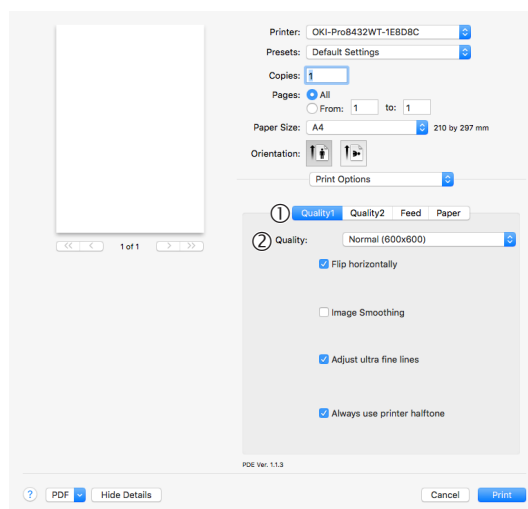 Printer: OKI-Pro8432WT-1E8D8C
Presets: Default Settings
Copies: 1
Pages: All
From: 1 to: 1
Paper Size: A4 210 by 297 mm
Orientation:
Print Options
① Quality1 Quality2 Feed Paper
② Quality: Normal (600x600)
Flip horizontally
Image Smoothing
Adjust ultra fine lines
Always use printer halftone
PDE Ver. 1.1.3
<< < 1 of 1 > >>
? PDF Hide Details Cancel Print